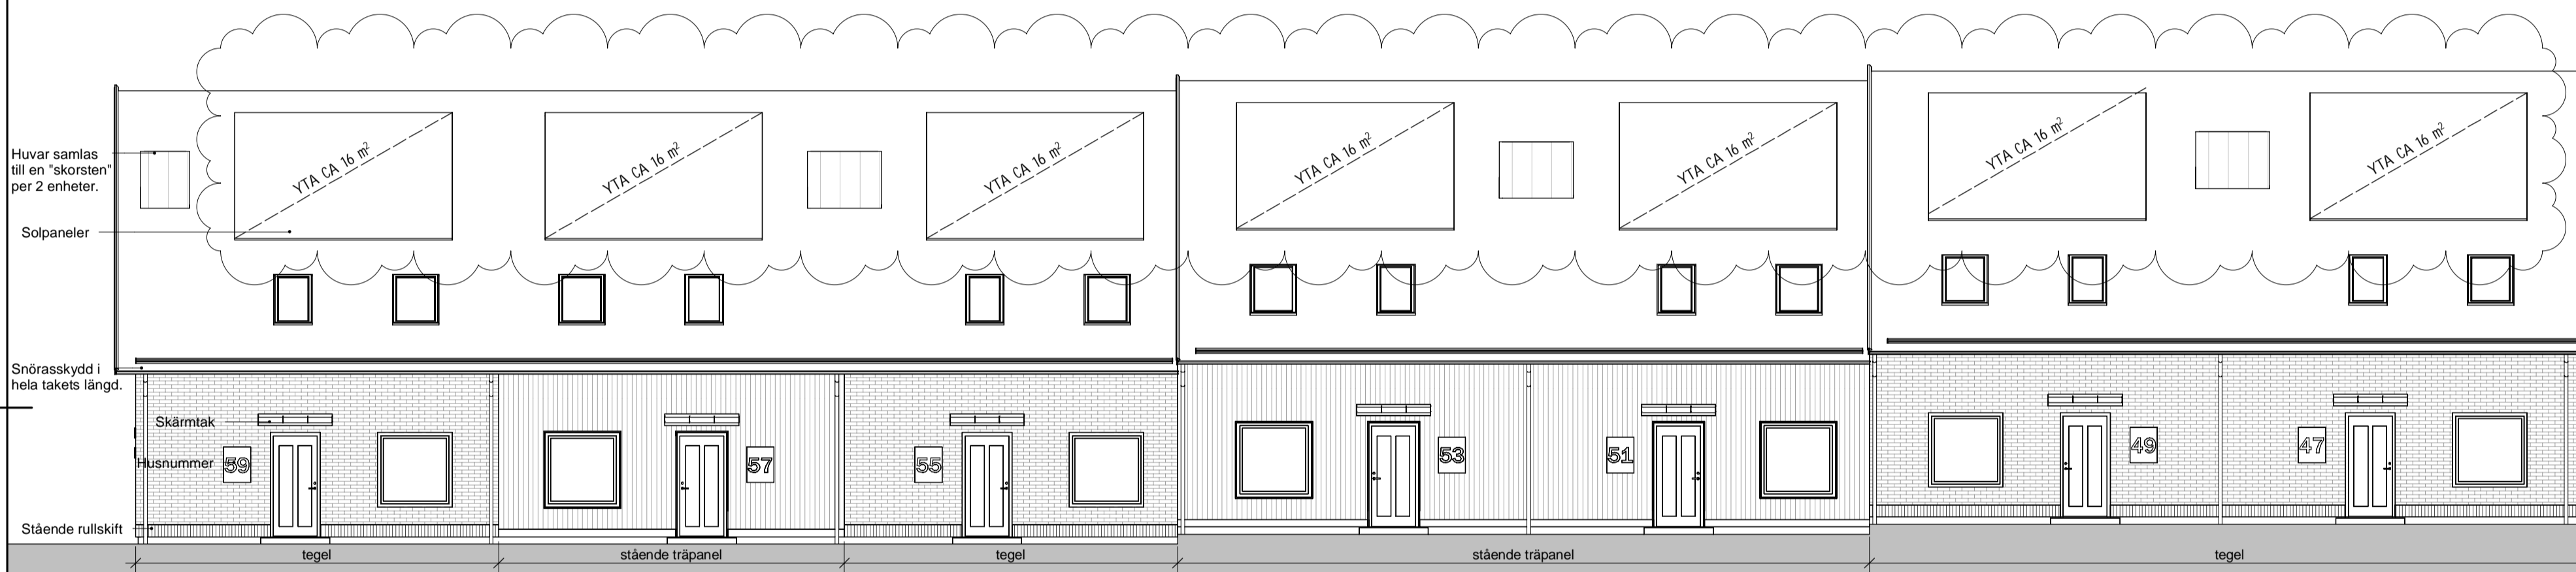 YTA CA 16 m²
YTA CA 16 m²
YTA CA 16 m²
YTA CA 16 m²
YTA CA 16 m²
YTA CA 16 m²
YTA CA 16 m²
Huvar samlas
till en "skorsten"
per 2 enheter.
Solpaneler
Snörasskydd i
hela takets längd.
Skärmtak
Husnummer
59
57
55
53
51
49
47
Stående rullskift
tegel
stående träpanel
tegel
stående träpanel
tegel